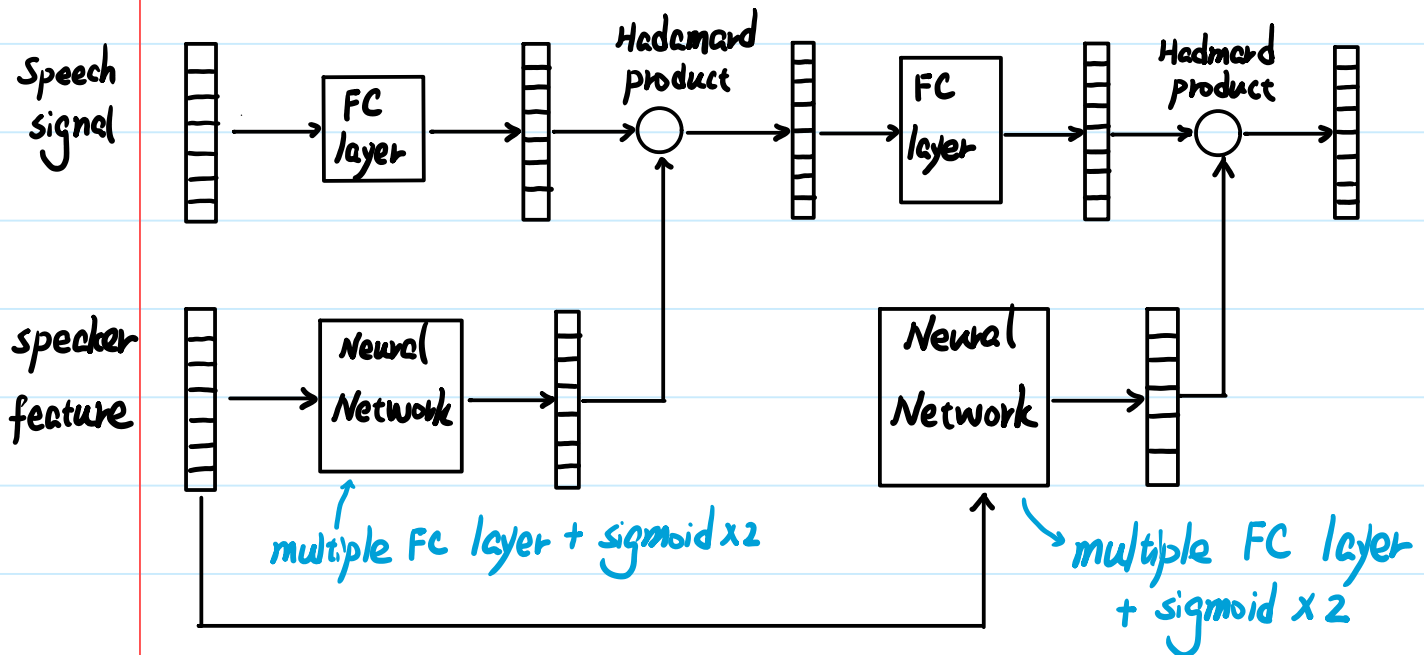 Speech
signal
FC
layer
Hadamard
product
FC
layer
Hadmard
product
speaker
feature
Neural
Network
Neural
Network
multiple FC layer + sigmoid x2
multiple FC layer
+ sigmoid x2